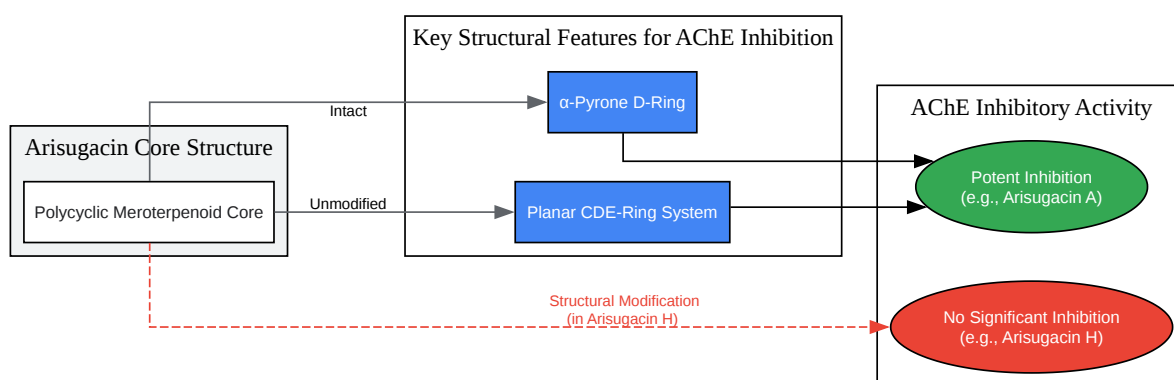 Key Structural Features for AChE Inhibition
α-Pyrone D-Ring
Intact
AChE Inhibitory Activity
Arisugacin Core Structure
Polycyclic Meroterpenoid Core
Unmodified
Planar CDE-Ring System
Potent Inhibition
(e.g., Arisugacin A)
Structural Modification
(in Arisugacin H)
No Significant Inhibition
(e.g., Arisugacin H)